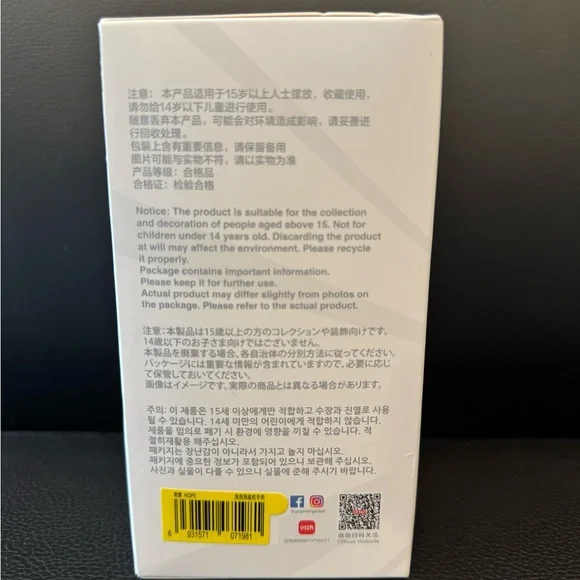 注意： 本产品适用于15岁以上人士摆放，收藏使用，
请勿给14岁以下儿童进行使用。
随意丢弃本产品，可能会对环境造成影响，请妥善进
行回收处理。
包装上含有重要信息，请保留备用
图片可能与实物不符，请以实物为准
产品等级：合格品
合格证：检验合格
Notice: The product is suitable for the collection
and decoration of people aged above 15. Not for
children under 14 years old. Discarding the product
at will may affect the environment. Please recycle
it properly.
Package contains important information.
Please keep it for further use.
Actual product may differ slightly from photos on
the package. Please refer to the actual product.
注意：本製品は15歳以上の方のコレクションや装飾向けです。
14歳以下のお子さま向けではございません。
本製品を廃棄する場合、各自治体の分別方法に従ってください。
パッケージには重要な情報が含まれていますので、必要に応じ
て保管しておいてください。
画像はイメージです。実際の商品とは異なる場合があります。
주의: 이 제품은 15세 이상에게만 적합하고 수장과 진열로 사용
될 수 있습니다. 14세 미만의 어린이에게 적합하지 않습니다.
제품을 임의로 폐기 시 환경에 영향을 끼칠 수 있습니다. 적
절히재활용 해주십시오.
패키지는 장난감이 아니라서 가지고 놀지 마십시오.
패키지에 중요한 정보가 포함되어 있으니 보관해 주십시오.
사진과 실물이 다를 수 있으니 실물에 준해 주시기 바랍니다.
HOPE
6 931571 071981
小红书
微信扫码关注
Official Website